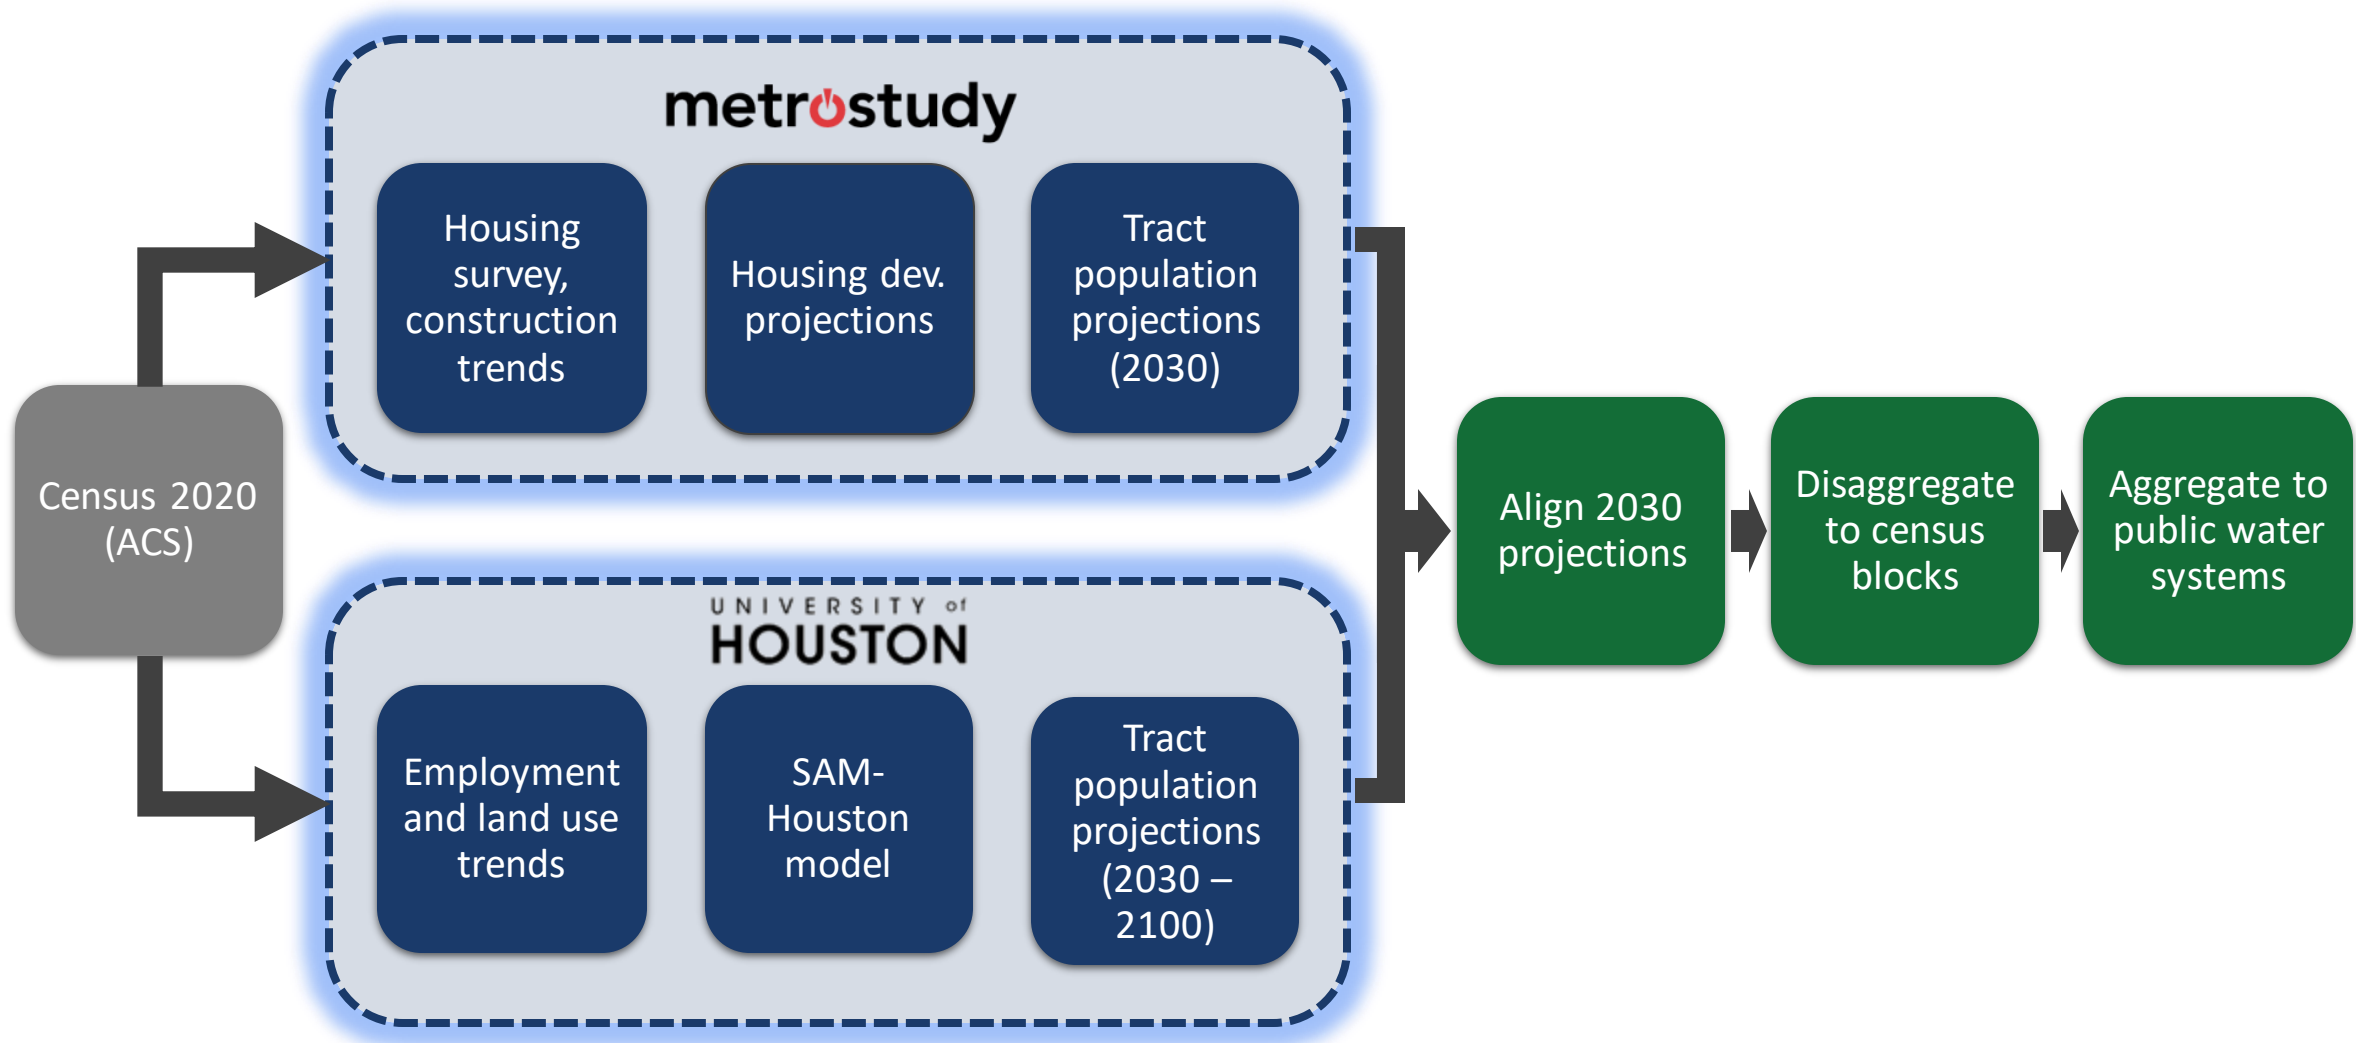 Census 2020
(ACS)
metrostudy
Housing
survey,
construction
trends
Housing dev.
projections
Tract
population
projections
(2030)
UNIVERSITY of
HOUSTON
Employment
and land use
trends
SAM-
Houston
model
Tract
population
projections
(2030 –
2100)
Align 2030
projections
Disaggregate
to census
blocks
Aggregate to
public water
systems